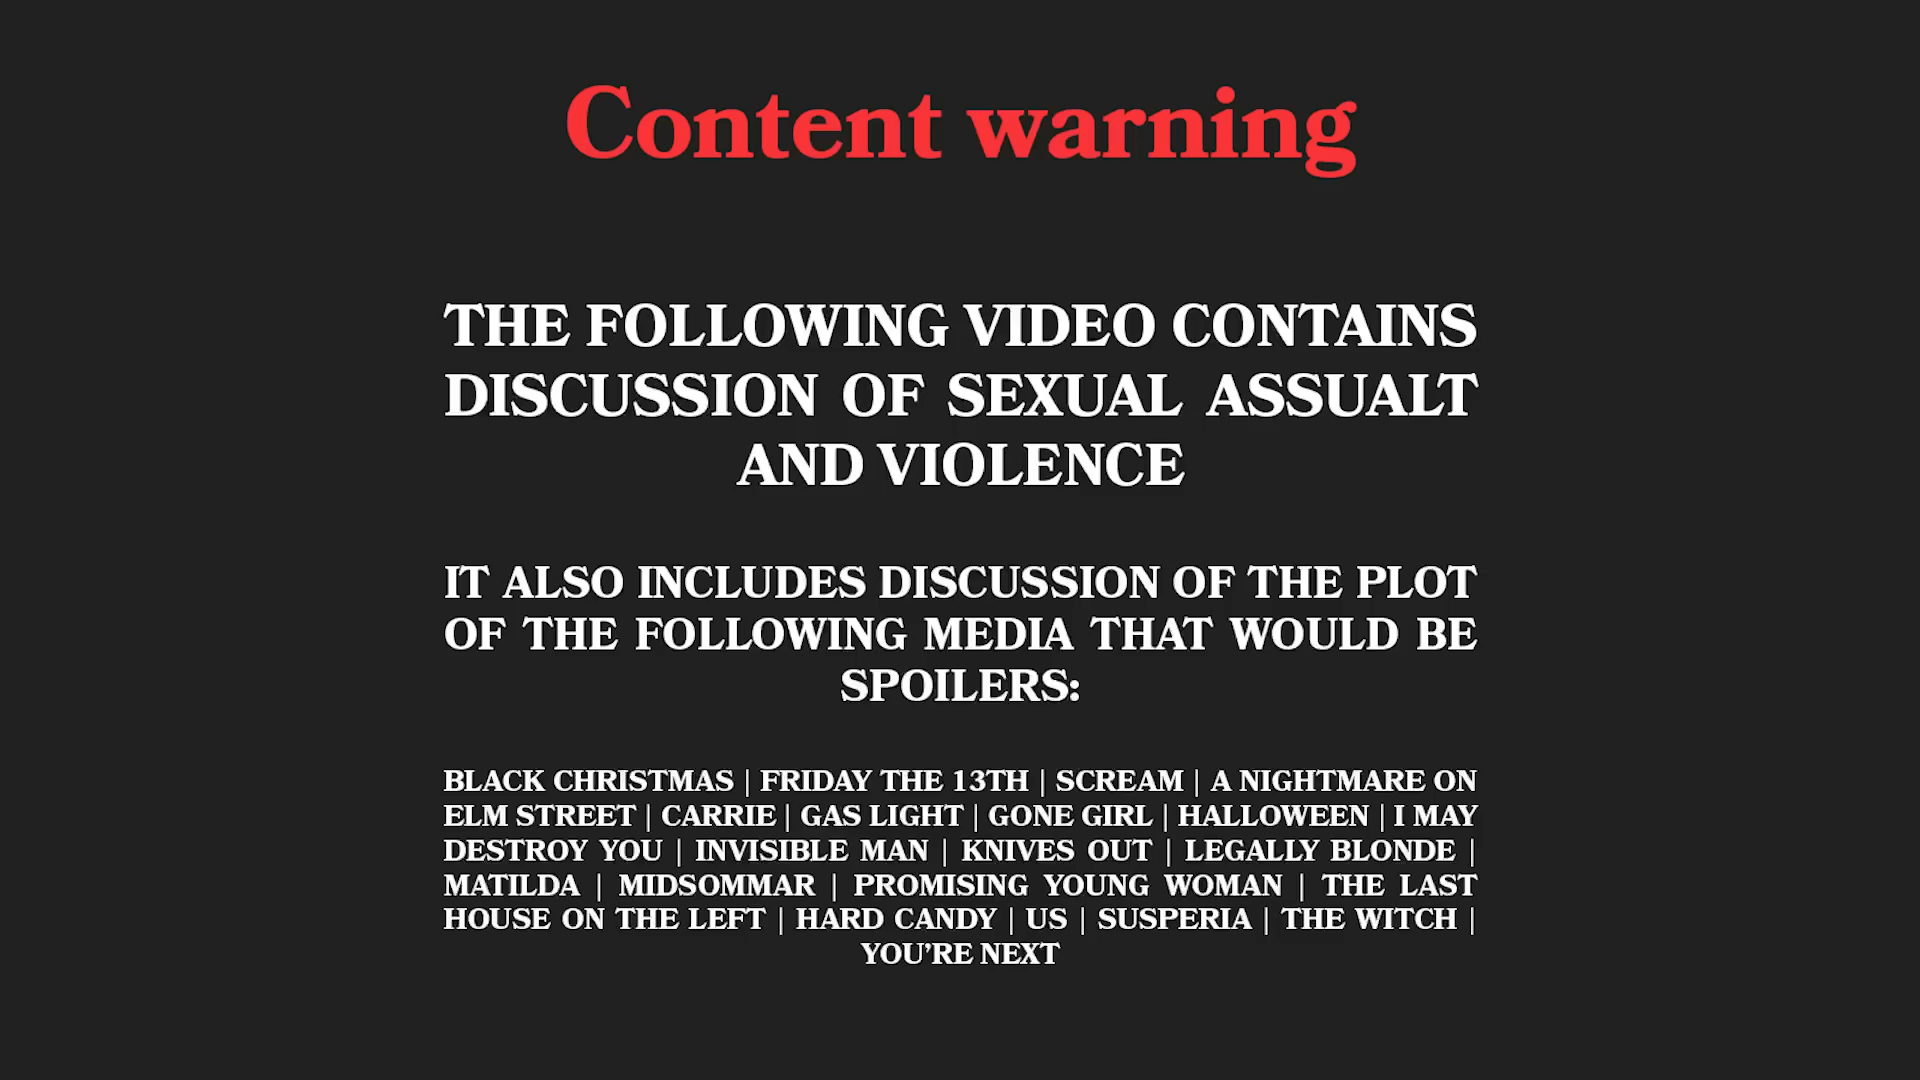 Content warning
THE FOLLOWING VIDEO CONTAINS
DISCUSSION OF SEXUAL ASSUALT
AND VIOLENCE
IT ALSO INCLUDES DISCUSSION OF THE PLOT
OF THE FOLLOWING MEDIA THAT WOULD BE
SPOILERS:
BLACK CHRISTMAS | FRIDAY THE 13TH | SCREAM | A NIGHTMARE ON
ELM STREET | CARRIE | GAS LIGHT | GONE GIRL | HALLOWEEN | I MAY
DESTROY YOU | INVISIBLE MAN | KNIVES OUT | LEGALLY BLONDE |
MATILDA | MIDSOMMAR | PROMISING YOUNG WOMAN | THE LAST
HOUSE ON THE LEFT | HARD CANDY | US | SUSPERIA | THE WITCH |
YOU’RE NEXT